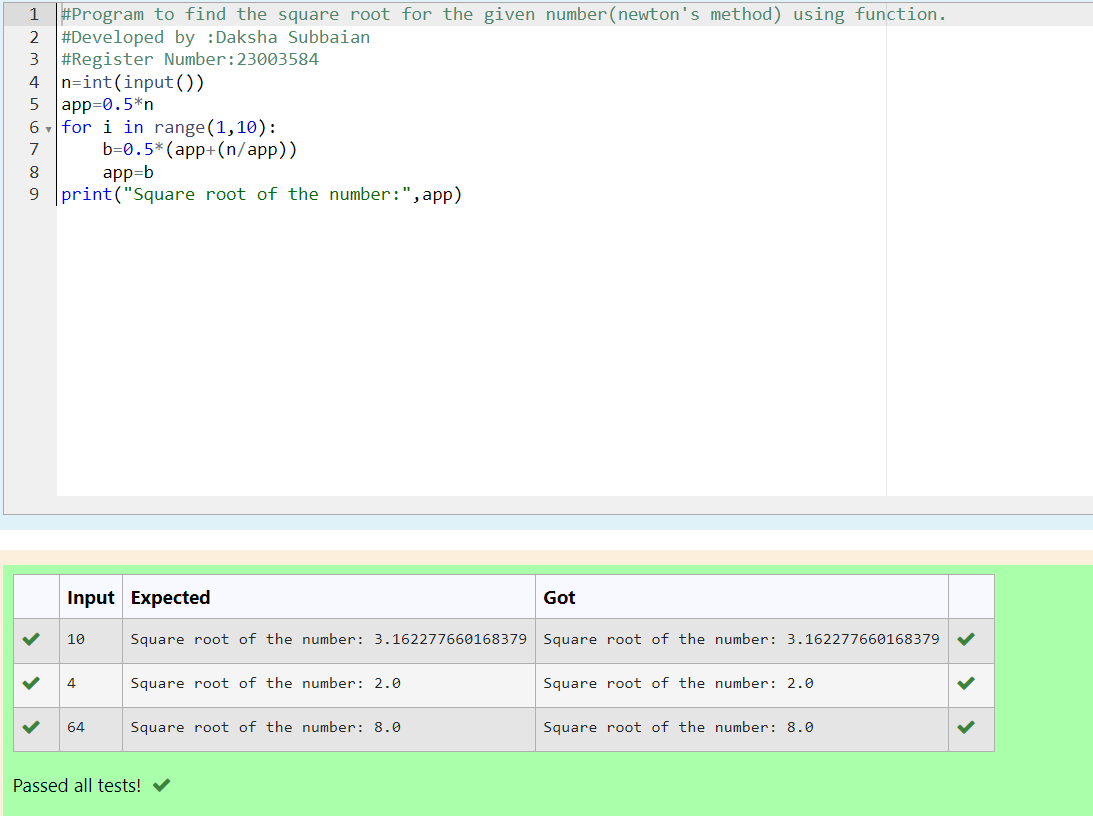 1 #Program to find the square root for the given number(newton's method) using function.
2 #Developed by :Daksha Subbaian
3 #Register Number:23003584
4 n=int(input())
5 app=0.5*n
6 for i in range(1,10):
7     b=0.5*(app+(n/app))
8     app=b
9 print("Square root of the number:",app)
Input Expected Got
10 Square root of the number: 3.162277660168379 Square root of the number: 3.162277660168379
4 Square root of the number: 2.0 Square root of the number: 2.0
64 Square root of the number: 8.0 Square root of the number: 8.0
Passed all tests!